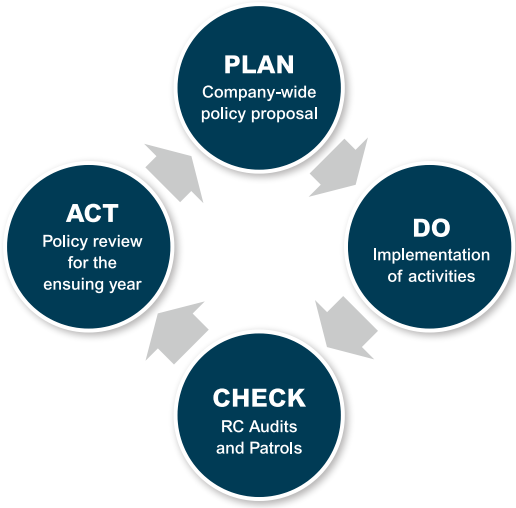 PLAN
Company-wide
policy proposal
DO
Implementation
of activities
CHECK
RC Audits
and Patrols
ACT
Policy review
for the
ensuing year